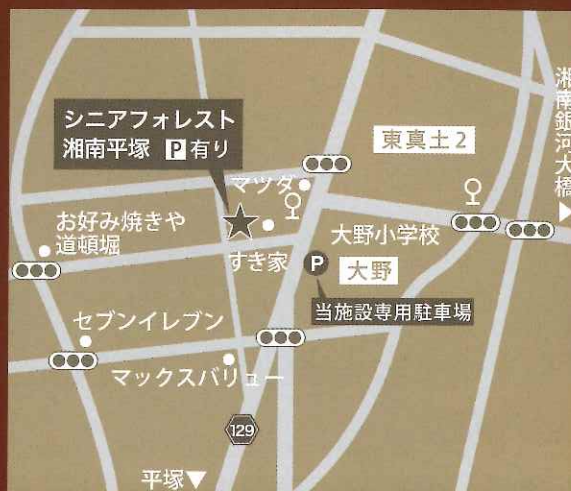 シニアフォレスト
湘南平塚 P有り
東真土2
湘南銀河大橋▶
マツダ
お好み焼きや
道頓堀
すき家
大野小学校
P
大野
当施設専用駐車場
セブンイレブン
マックスバリュー
129
平塚▼